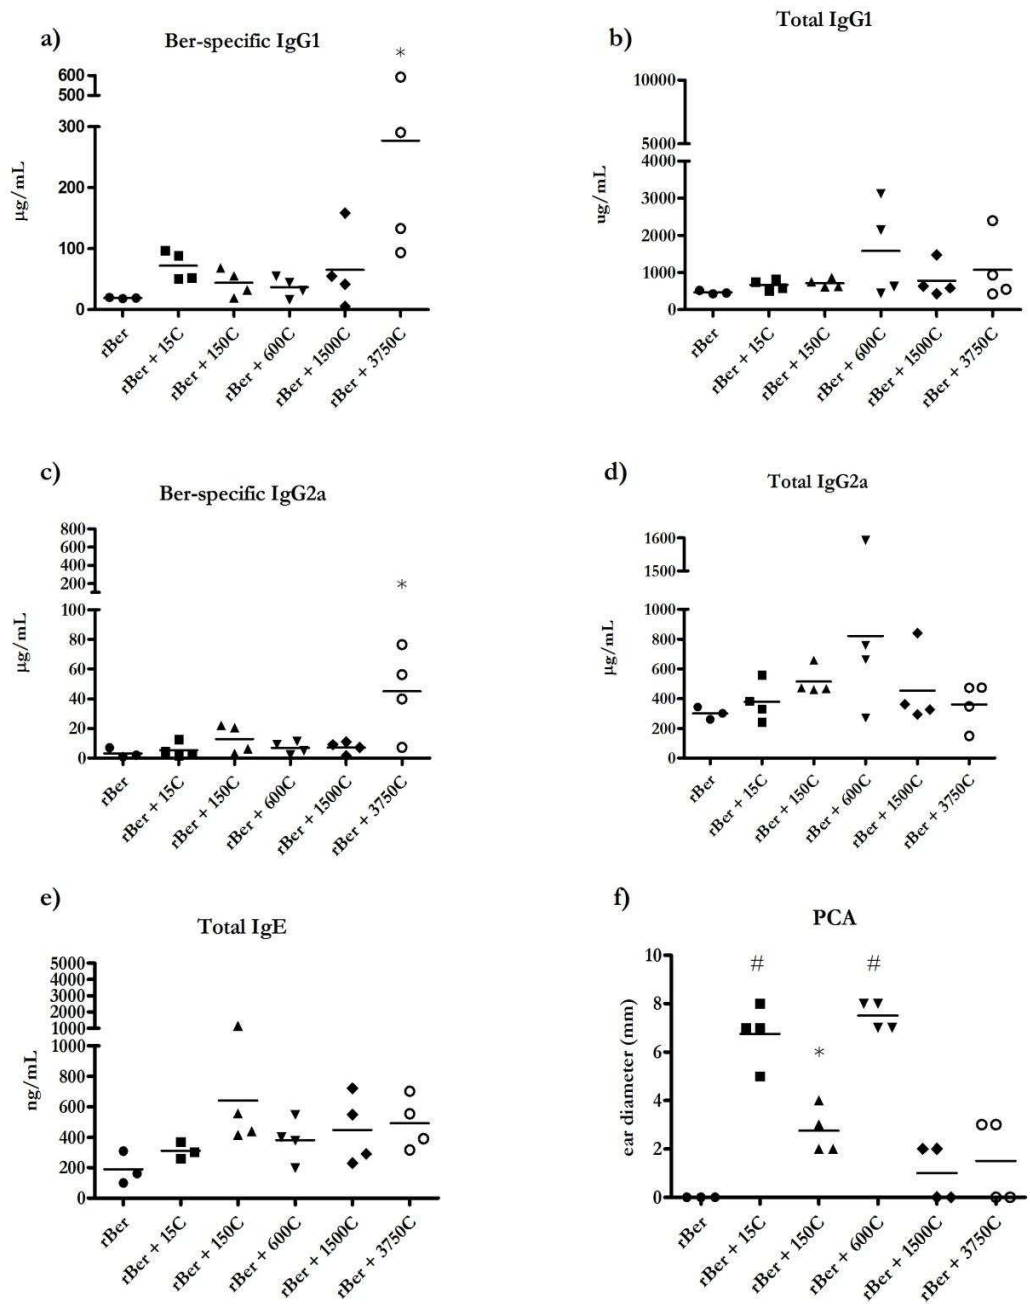 a)
Ber-specific IgG1
*
600
500
300
200
100
0
µg/mL
rBer
rBer + 15C
rBer + 150C
rBer + 600C
rBer + 1500C
rBer + 3750C
b)
Total IgG1
10000
5000
4000
3000
2000
1000
0
ug/mL
rBer
rBer + 15C
rBer + 150C
rBer + 600C
rBer + 1500C
rBer + 3750C
c)
Ber-specific IgG2a
*
800
600
400
200
100
80
60
40
20
0
µg/mL
rBer
rBer + 15C
rBer + 150C
rBer + 600C
rBer + 1500C
rBer + 3750C
d)
Total IgG2a
1600
1500
1000
800
600
400
200
0
µg/mL
rBer
rBer + 15C
rBer + 150C
rBer + 600C
rBer + 1500C
rBer + 3750C
e)
Total IgE
5000
4000
3000
2000
1000
1000
800
600
400
200
0
ng/mL
rBer
rBer + 15C
rBer + 150C
rBer + 600C
rBer + 1500C
rBer + 3750C
f)
PCA
# * #
10
8
6
4
2
0
ear diameter (mm)
rBer
rBer + 15C
rBer + 150C
rBer + 600C
rBer + 1500C
rBer + 3750C